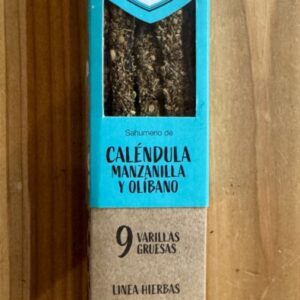 Sahumerio de
CALÉNDULA
MANZANILLA
Y OLÍBANO
9 VARILLAS
GRUESAS
LINEA HIERBAS